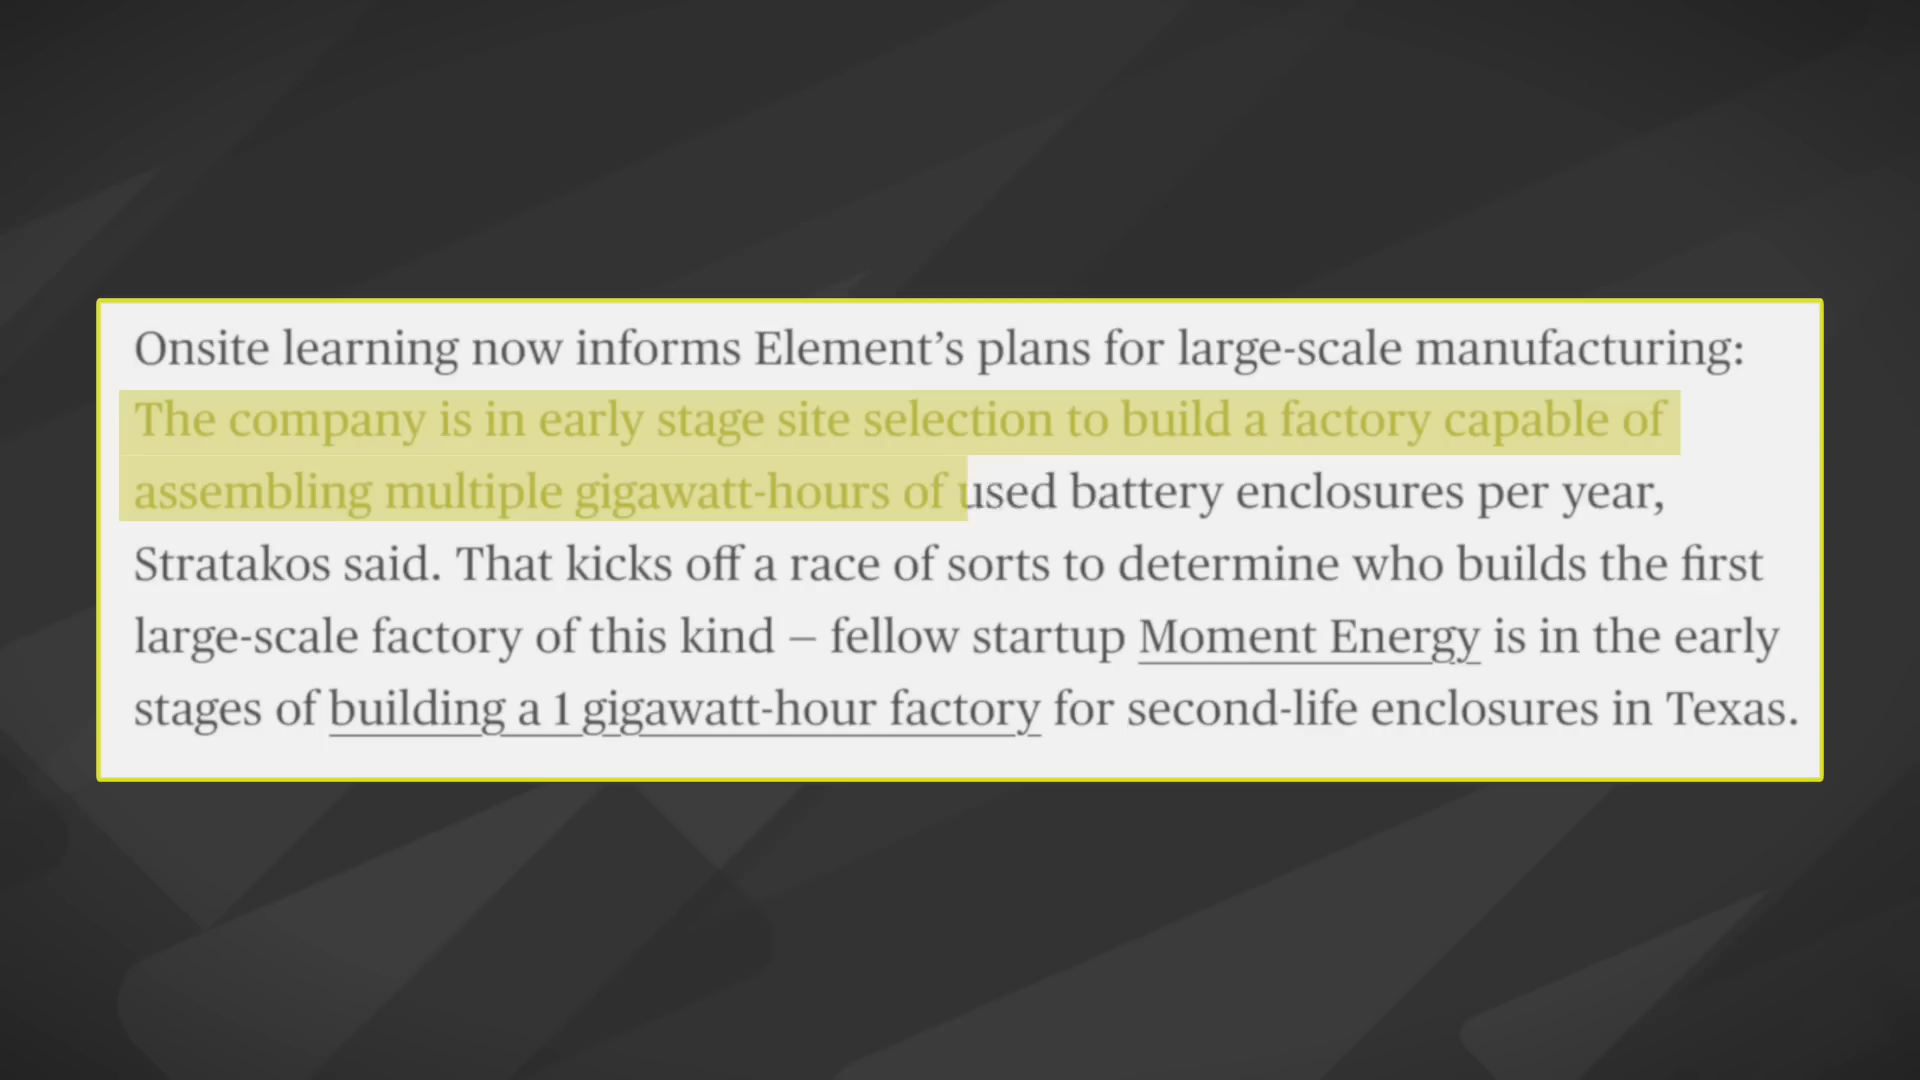 Onsite learning now informs Element’s plans for large-scale manufacturing:
The company is in early stage site selection to build a factory capable of
assembling multiple gigawatt-hours of used battery enclosures per year,
Stratakos said. That kicks off a race of sorts to determine who builds the first
large-scale factory of this kind – fellow startup Moment Energy is in the early
stages of building a 1 gigawatt-hour factory for second-life enclosures in Texas.